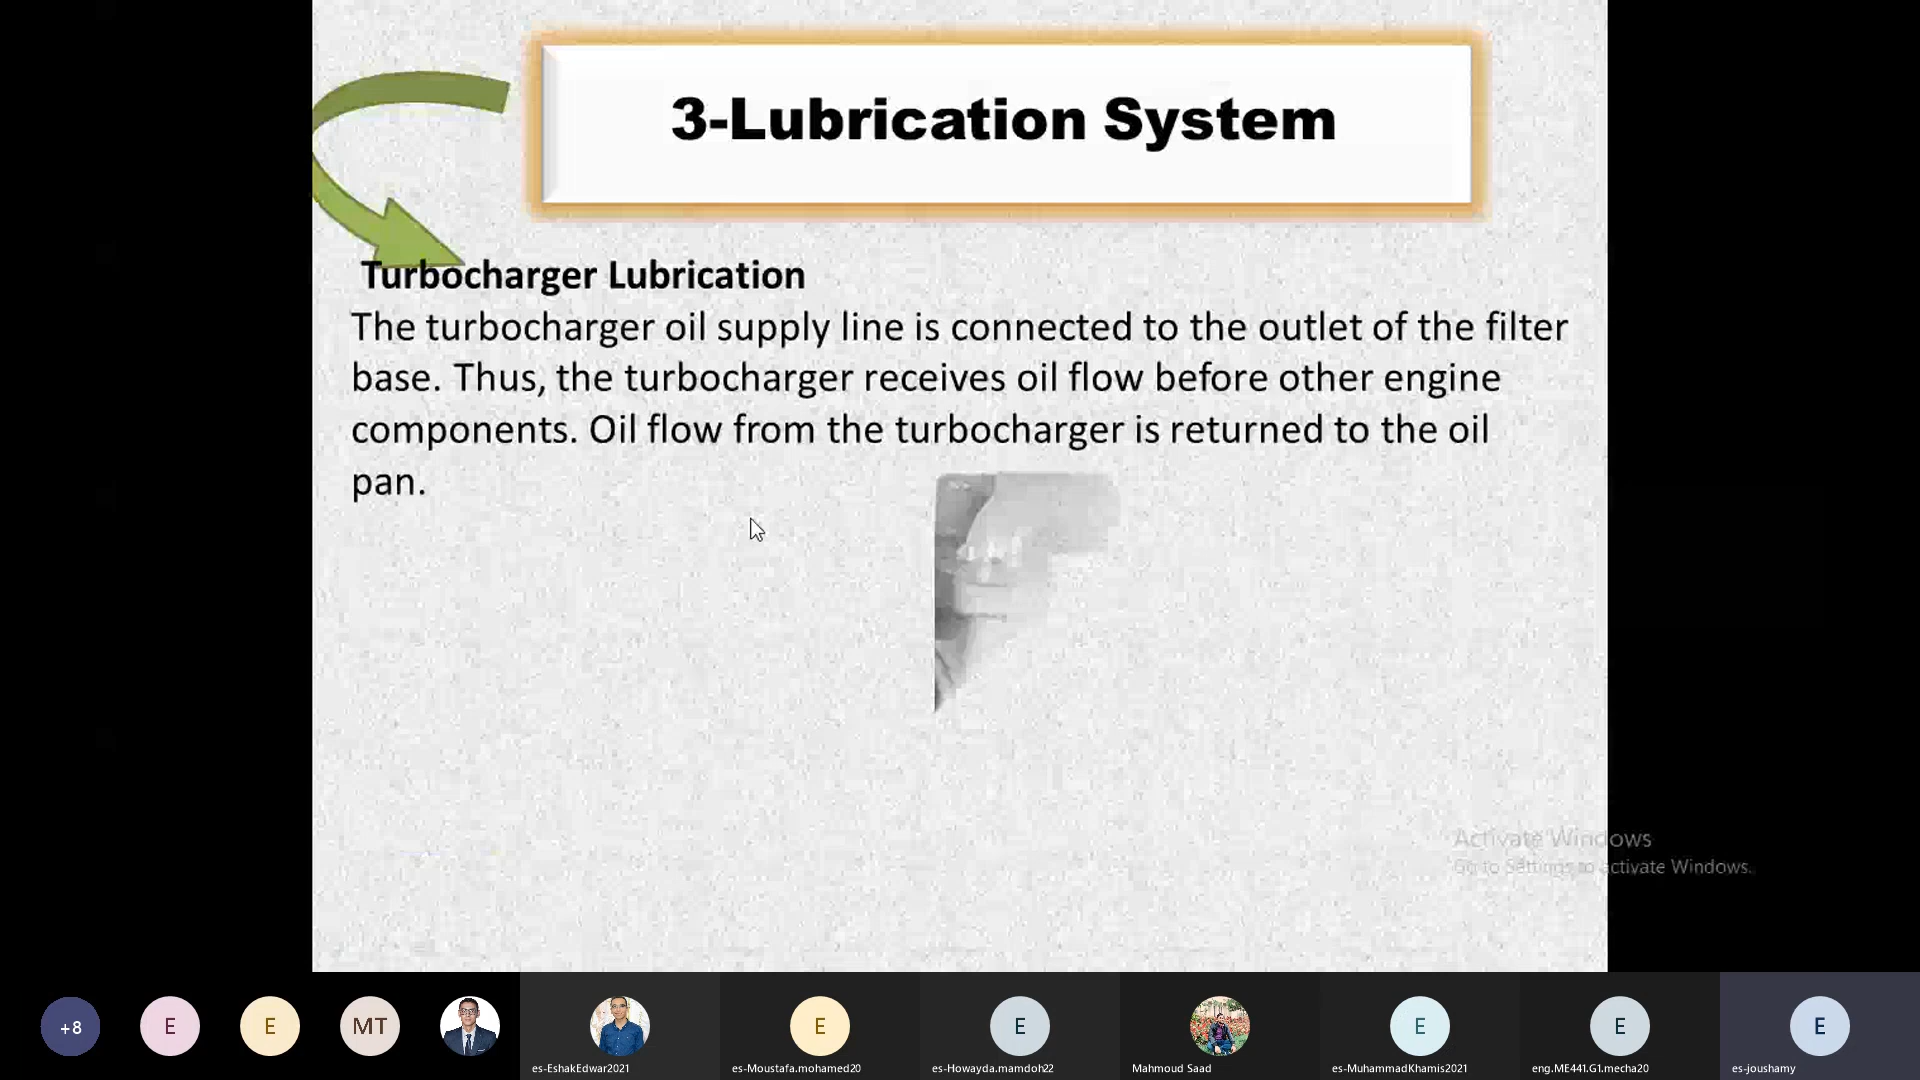 3-Lubrication System
Turbocharger Lubrication
The turbocharger oil supply line is connected to the outlet of the filter
base. Thus, the turbocharger receives oil flow before other engine
components. Oil flow from the turbocharger is returned to the oil
pan.
Activate Windows
Go to Settings to activate Windows.
+8
E
E
MT
E
E
E
E
E
es-EshakEdwar2021
es-Moustafa.mohamed20
es-Howayda.mamdoh22
Mahmoud Saad
es-MuhammadKhamis2021
eng.ME441.G1.mecha20
es-joushamy